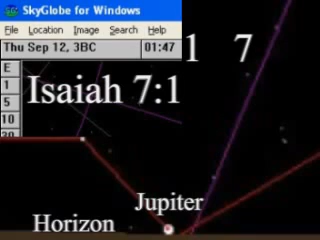 SkyGlobe for Windows
File Location Image Search Help
Thu Sep 12, 3BC 01:47
1 7
E
1
5
10
Isaiah 7:1
Jupiter
Horizon